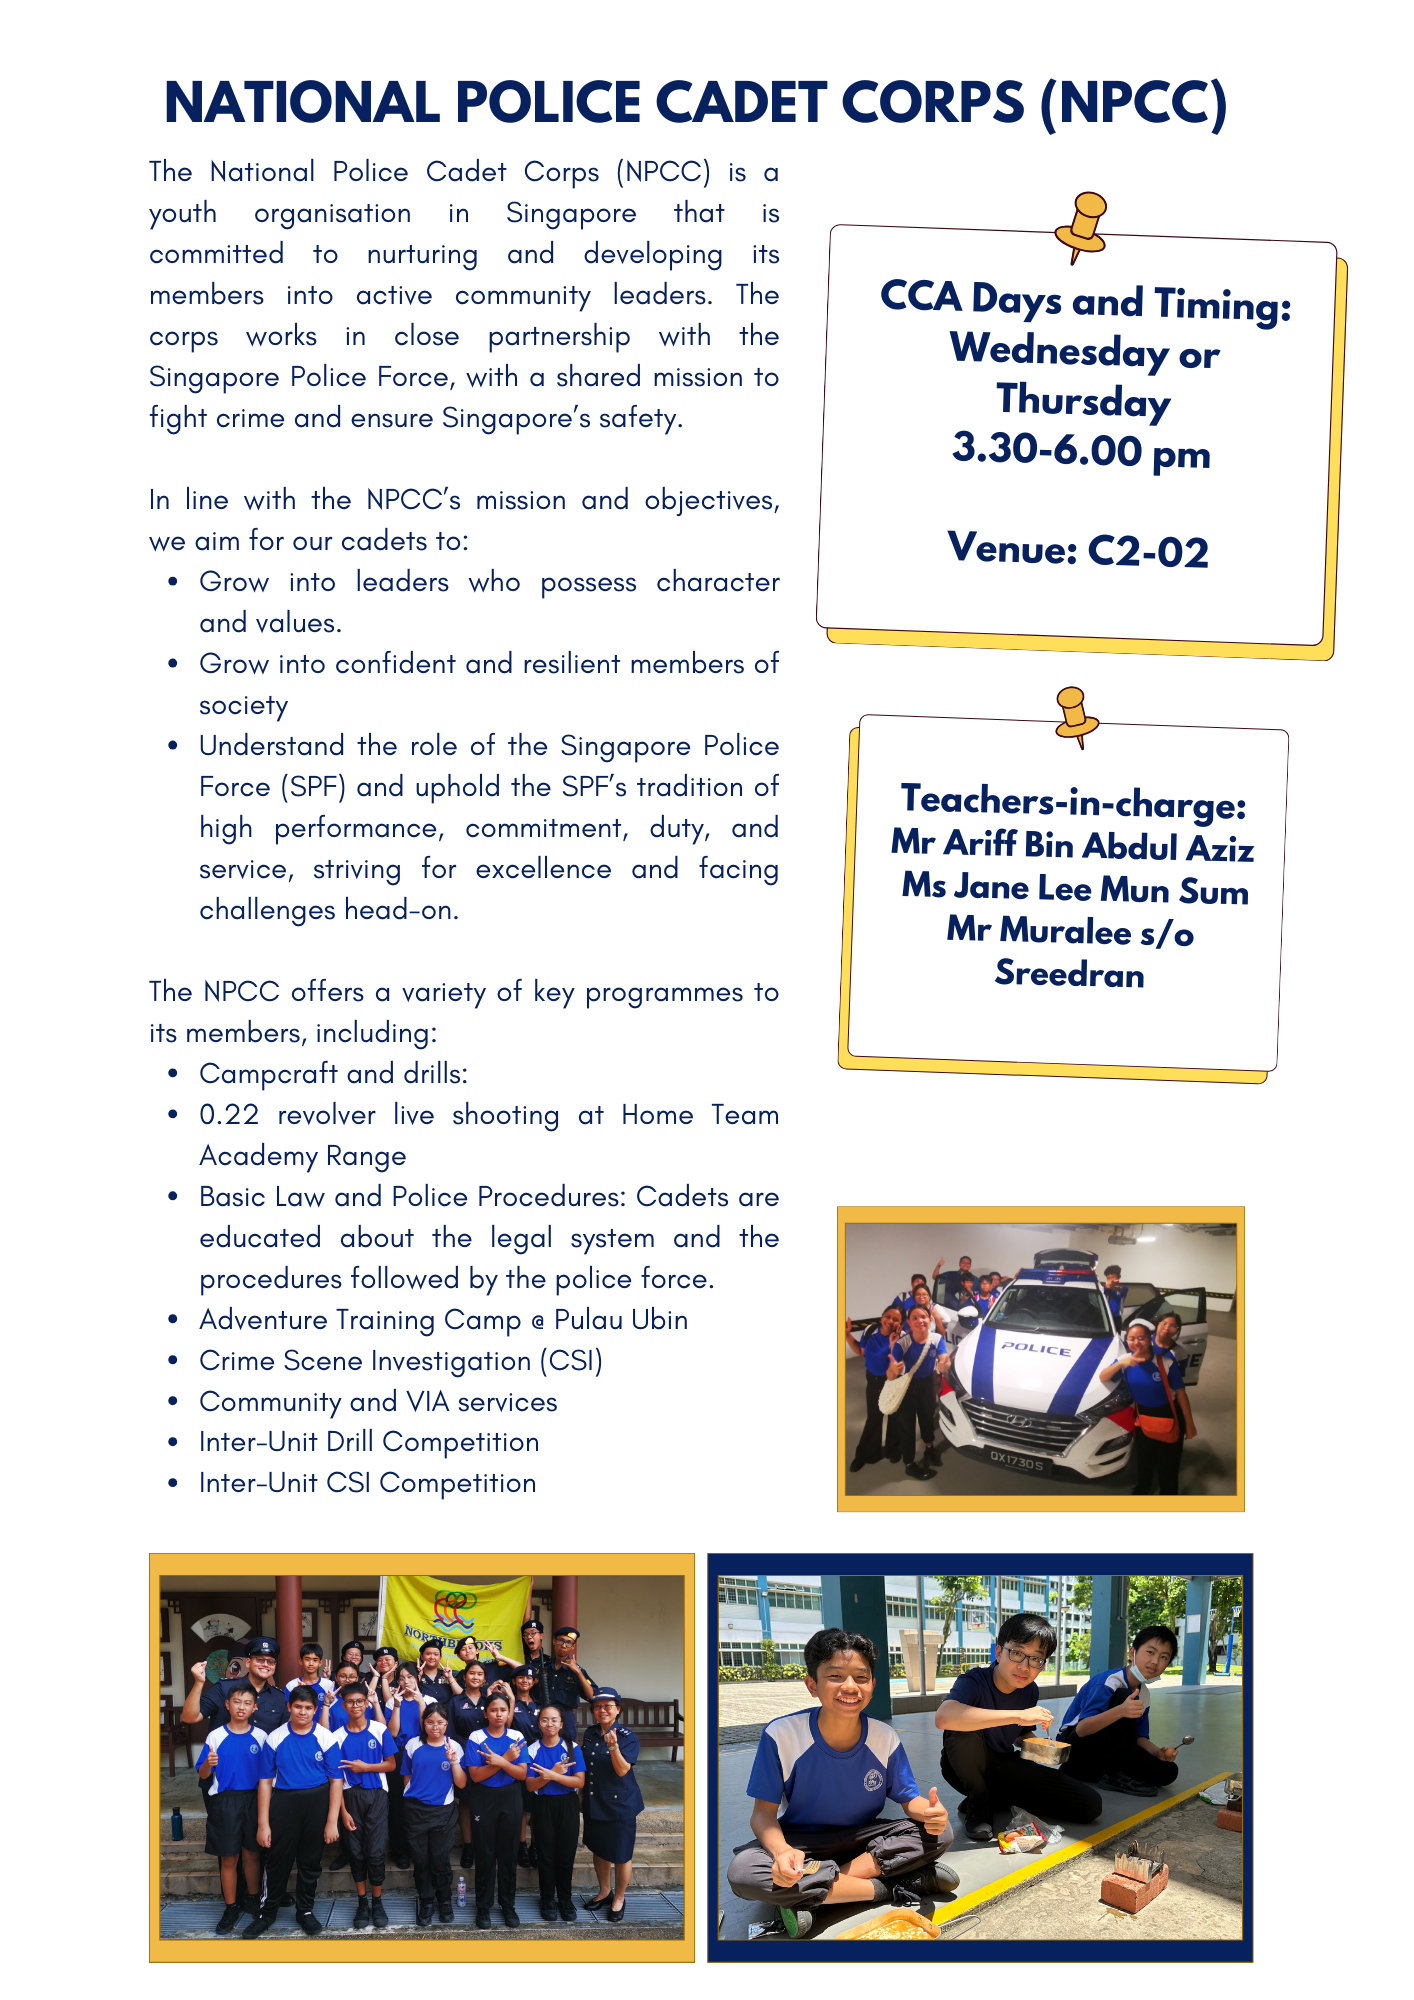 NATIONAL POLICE CADET CORPS (NPCC)
The National Police Cadet Corps (NPCC) is a
youth organisation in Singapore that is
committed to nurturing and developing its
members into active community leaders. The
corps works in close partnership with the
Singapore Police Force, with a shared mission to
fight crime and ensure Singapore's safety.
In line with the NPCC's mission and objectives,
we aim for our cadets to:
• Grow into leaders who possess character
and values.
• Grow into confident and resilient members of
society
• Understand the role of the Singapore Police
Force (SPF) and uphold the SPF's tradition of
high performance, commitment, duty, and
service, striving for excellence and facing
challenges head-on.
The NPCC offers a variety of key programmes to
its members, including:
• Campcraft and drills:
• 0.22 revolver live shooting at Home Team
Academy Range
• Basic Law and Police Procedures: Cadets are
educated about the legal system and the
procedures followed by the police force.
• Adventure Training Camp @ Pulau Ubin
• Crime Scene Investigation (CSI)
• Community and VIA services
• Inter-Unit Drill Competition
• Inter-Unit CSI Competition
CCA Days and Timing:
Wednesday or
Thursday
3.30-6.00 pm
Venue: C2-02
Teachers-in-charge:
Mr Ariff Bin Abdul Aziz
Ms Jane Lee Mun Sum
Mr Muralee s/o
Sreedran
POLICE
QX1730S